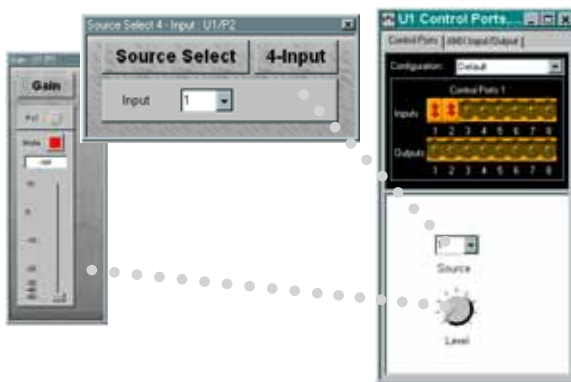 Source Select 4 - Input : U1/P2
Source Select
4-Input
Input
1
Gain
Pol
Mute
U1 Control Ports...
Control Ports
Configuration:
Default
Control Ports 1
Inputs
1 2 3 4 5 6 7 8
Outputs
1 2 3 4 5 6 7 8
1
Source
Level